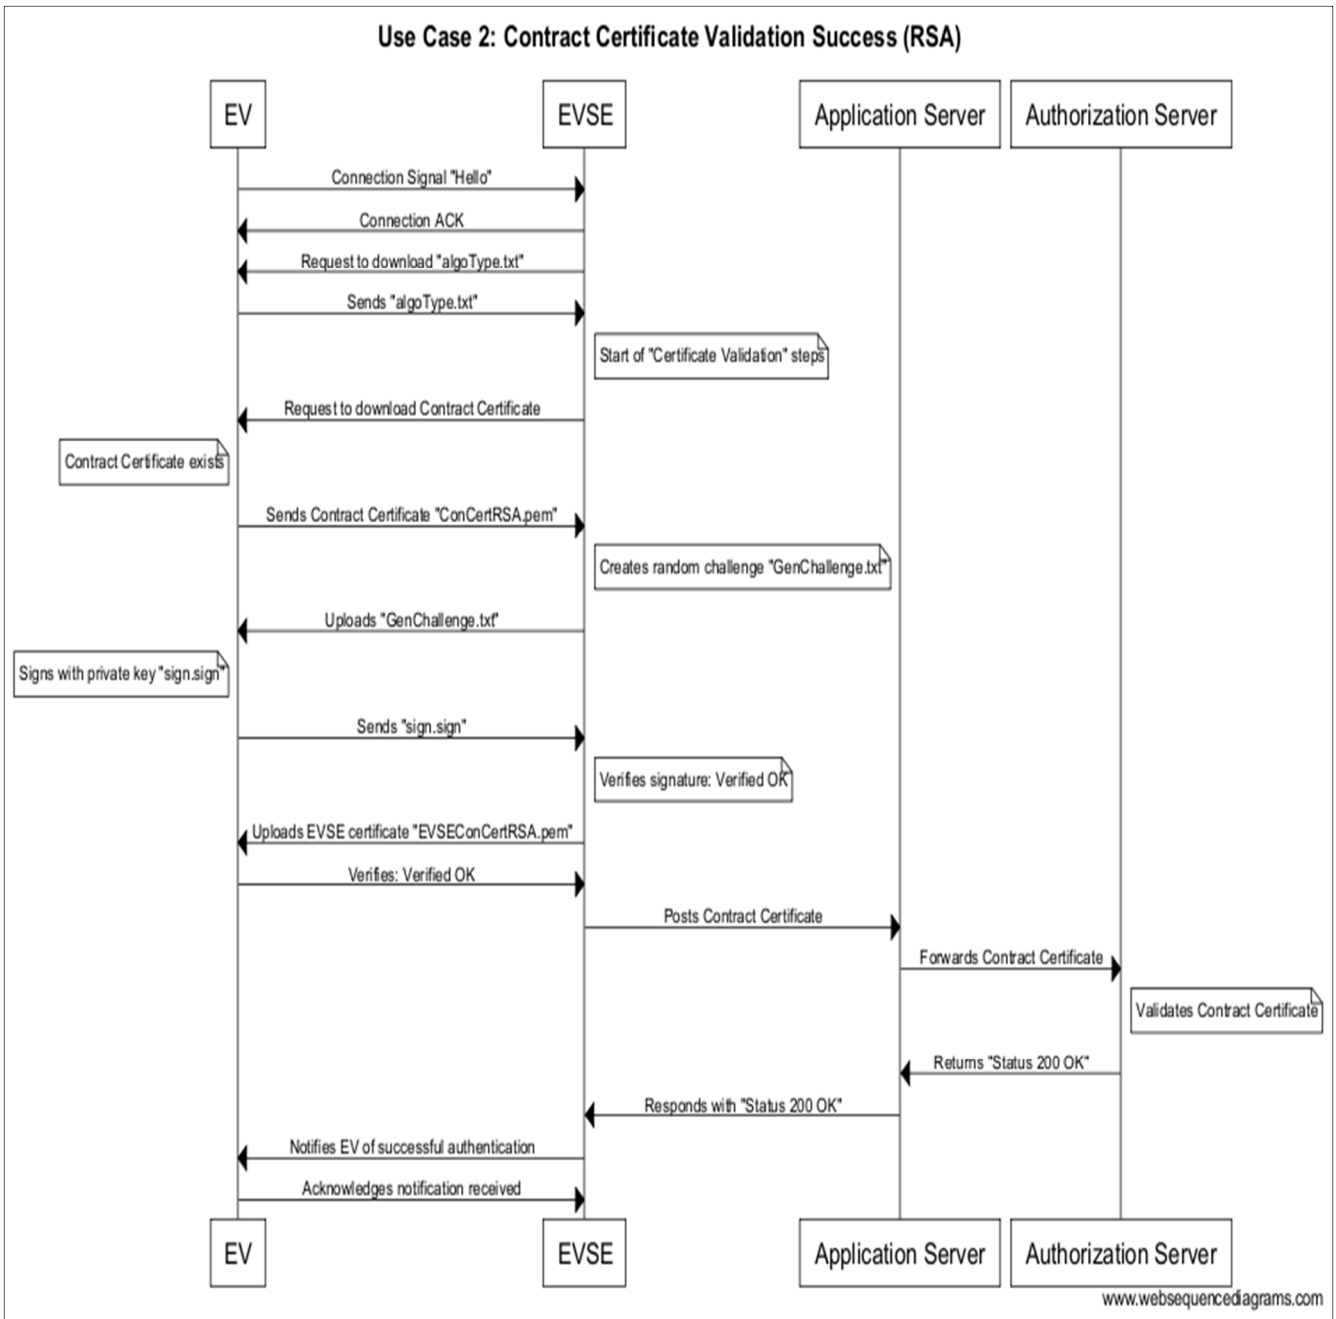 Use Case 2: Contract Certificate Validation Success (RSA)
EV
EVSE
Application Server
Authorization Server
Connection Signal "Hello"
Connection ACK
Request to download "algoType.txt"
Sends "algoType.txt"
Start of "Certificate Validation" steps
Request to download Contract Certificate
Contract Certificate exists
Sends Contract Certificate "ConCertRSA.pem"
Creates random challenge "GenChallenge.txt"
Uploads "GenChallenge.txt"
Signs with private key "sign.sign"
Sends "sign.sign"
Verifies signature: Verified OK
Uploads EVSE certificate "EVSEConCertRSA.pem"
Verifies: Verified OK
Posts Contract Certificate
Forwards Contract Certificate
Validates Contract Certificate
Returns "Status 200 OK"
Responds with "Status 200 OK"
Notifies EV of successful authentication
Acknowledges notification received
EV
EVSE
Application Server
Authorization Server
www.websequencediagrams.com